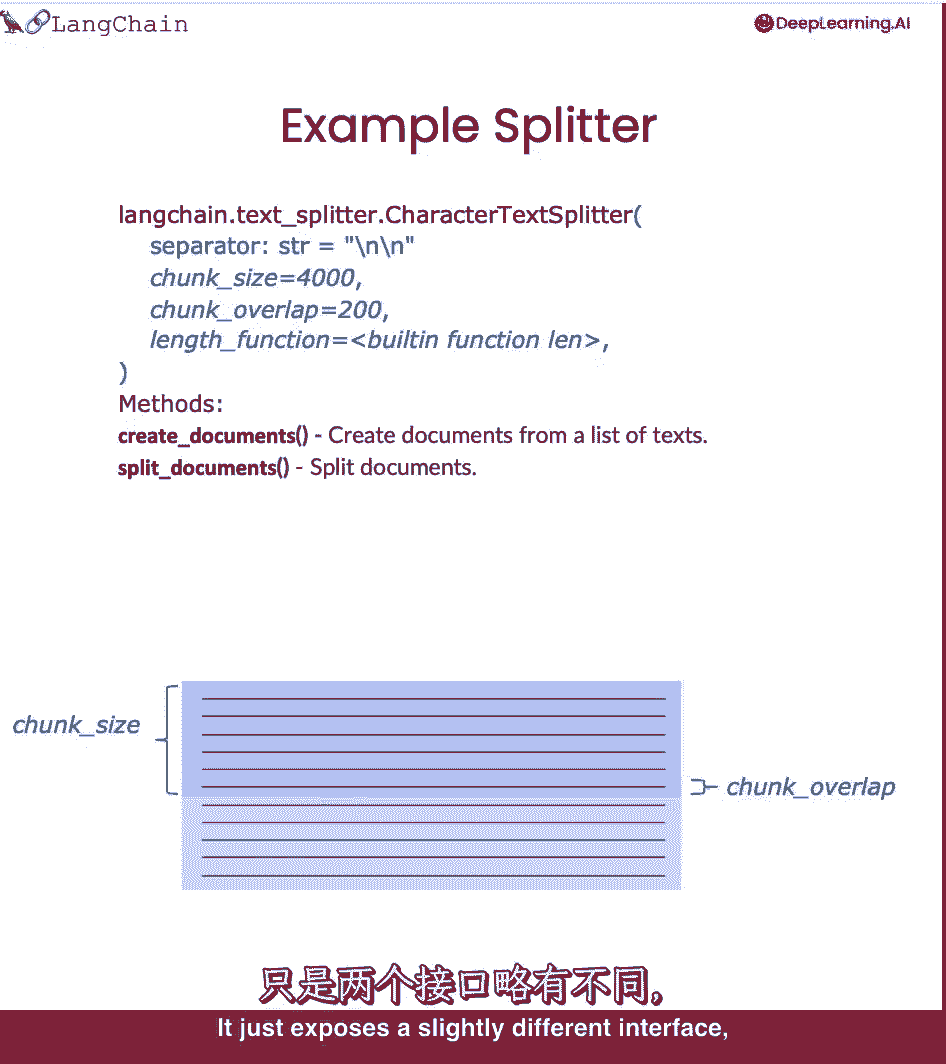 LangChain
DeepLearning.AI
Example Splitter
langchain.text_splitter.CharacterTextSplitter(
separator: str = "\n\n"
chunk_size=4000,
chunk_overlap=200,
length_function=<builtin function len>,
)
Methods:
create_documents() - Create documents from a list of texts.
split_documents() - Split documents.
chunk_size
chunk_overlap
只是两个接口略有不同,
It just exposes a slightly different interface,